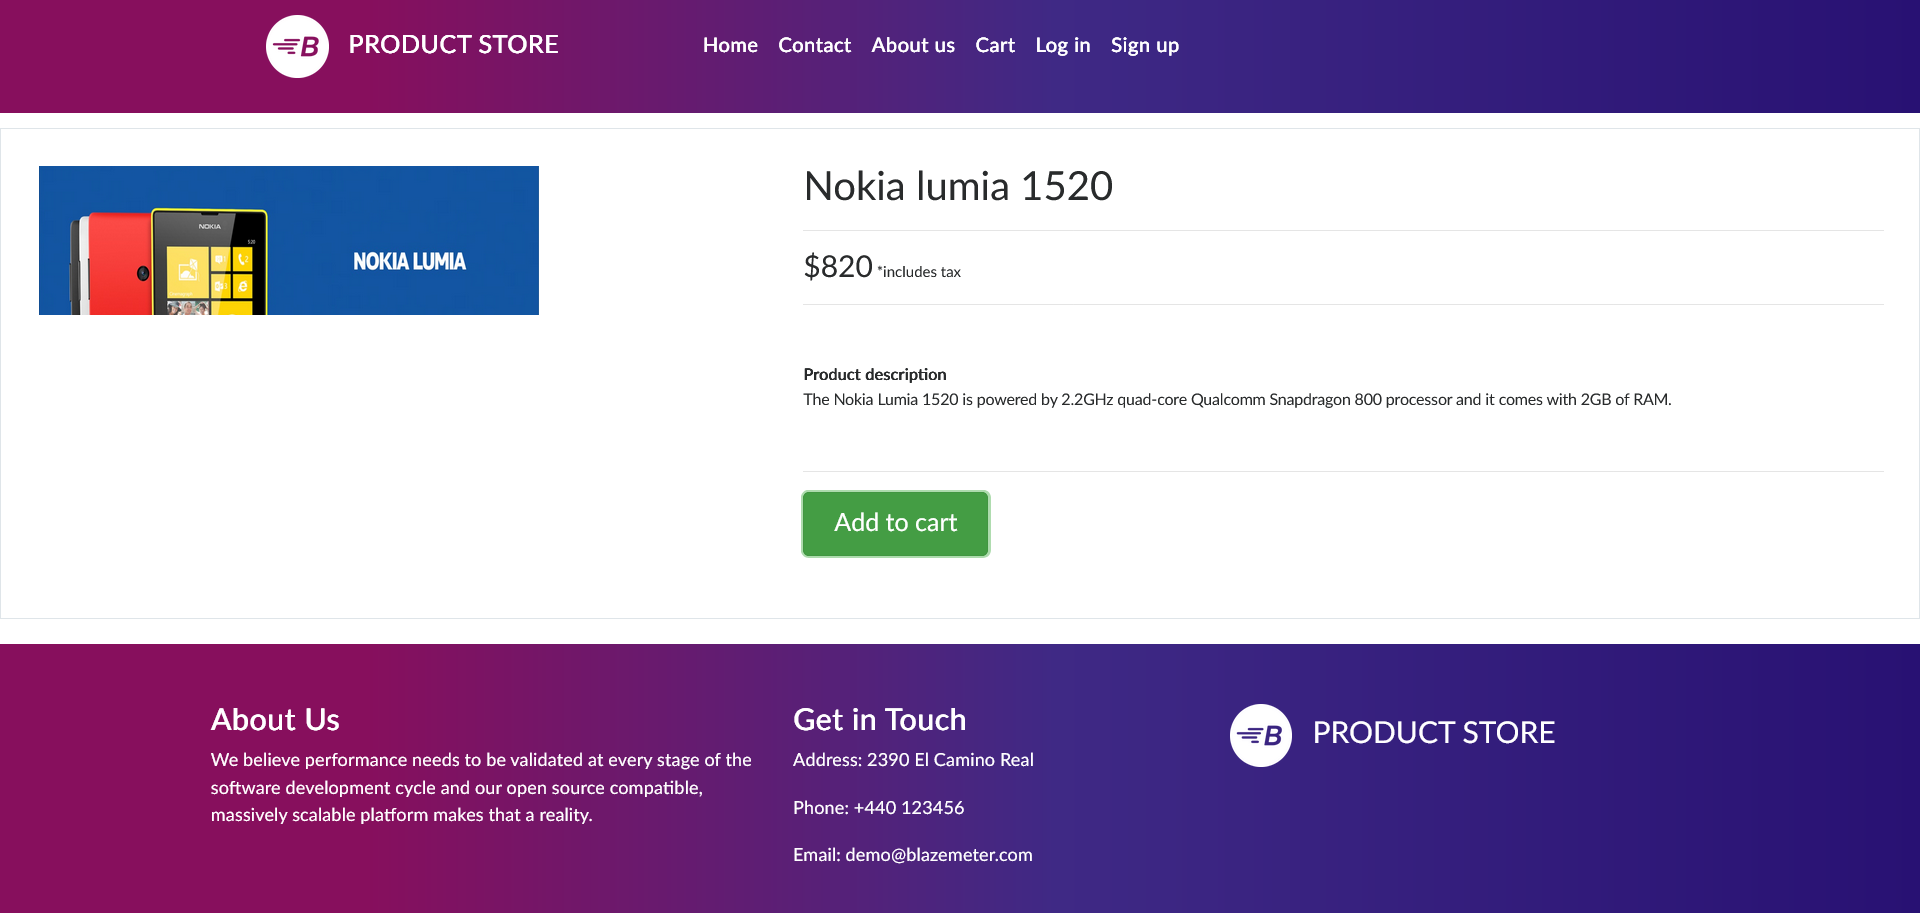 B PRODUCT STORE
Home Contact About us Cart Log in Sign up
NOKIA
520
NOKIA LUMIA
Nokia lumia 1520
$820 *includes tax
Product description
The Nokia Lumia 1520 is powered by 2.2GHz quad-core Qualcomm Snapdragon 800 processor and it comes with 2GB of RAM.
Add to cart
About Us
We believe performance needs to be validated at every stage of the
software development cycle and our open source compatible,
massively scalable platform makes that a reality.
Get in Touch
Address: 2390 El Camino Real
Phone: +440 123456
Email: demo@blazemeter.com
B PRODUCT STORE